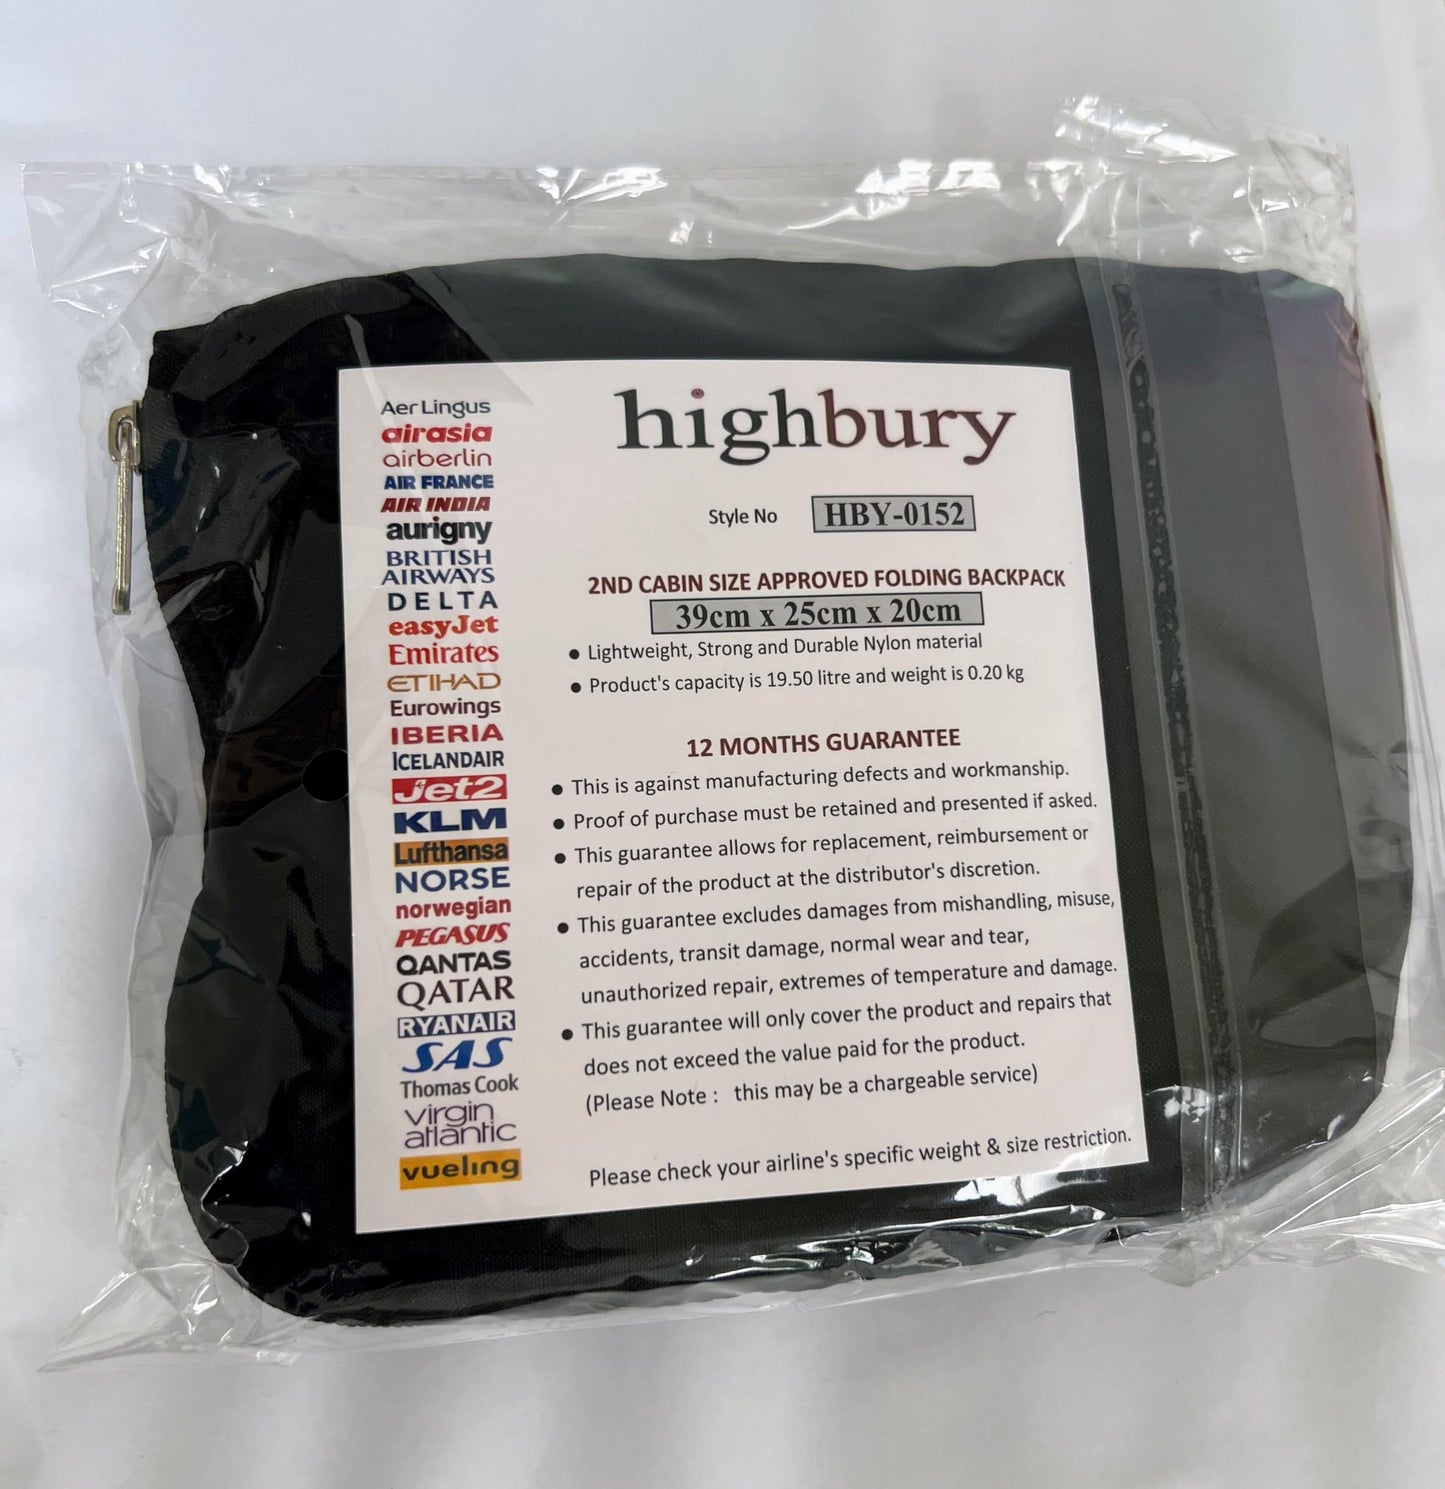 Aer Lingus
airasia
airberlin
AIR FRANCE
AIR INDIA
aurigny
BRITISH
AIRWAYS
DELTA
easyJet
Emirates
ETIHAD
Eurowings
IBERIA
ICELANDAIR
Jet2
KLM
Lufthansa
NORSE
norwegian
PEGASUS
QANTAS
QATAR
RYANAIR
SAS
Thomas Cook
virgin
atlantic
vueling
highbury
Style No HBY-0152
2ND CABIN SIZE APPROVED FOLDING BACKPACK
39cm x 25cm x 20cm
● Lightweight, Strong and Durable Nylon material
● Product's capacity is 19.50 litre and weight is 0.20 kg
12 MONTHS GUARANTEE
● This is against manufacturing defects and workmanship.
● Proof of purchase must be retained and presented if asked.
● This guarantee allows for replacement, reimbursement or
repair of the product at the distributor's discretion.
● This guarantee excludes damages from mishandling, misuse,
accidents, transit damage, normal wear and tear,
unauthorized repair, extremes of temperature and damage.
● This guarantee will only cover the product and repairs that
does not exceed the value paid for the product.
(Please Note : this may be a chargeable service)
Please check your airline's specific weight & size restriction.